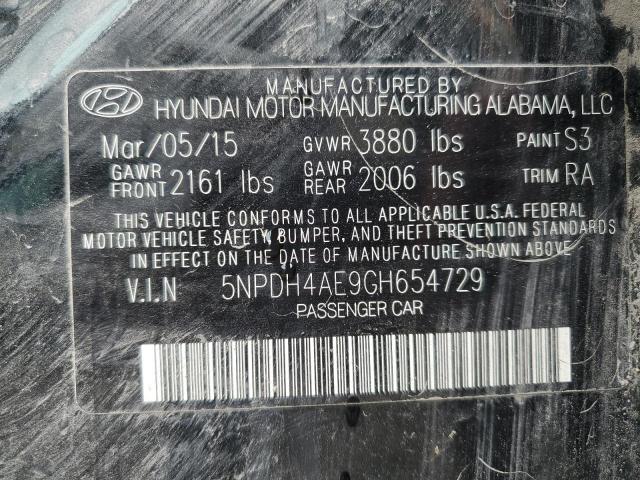 MANUFACTURED BY
HYUNDAI MOTOR MANUFACTURING ALABAMA, LLC
Mar/05/15 GVWR 3880 lbs PAINT S3
GAWR FRONT 2161 lbs GAWR REAR 2006 lbs TRIM RA
THIS VEHICLE CONFORMS TO ALL APPLICABLE U.S.A. FEDERAL
MOTOR VEHICLE SAFETY, BUMPER, AND THEFT PREVENTION STANDARDS
IN EFFECT ON THE DATE OF MANUFACTURE SHOWN ABOVE.
V.I.N 5NPDH4AE9GH654729
PASSENGER CAR